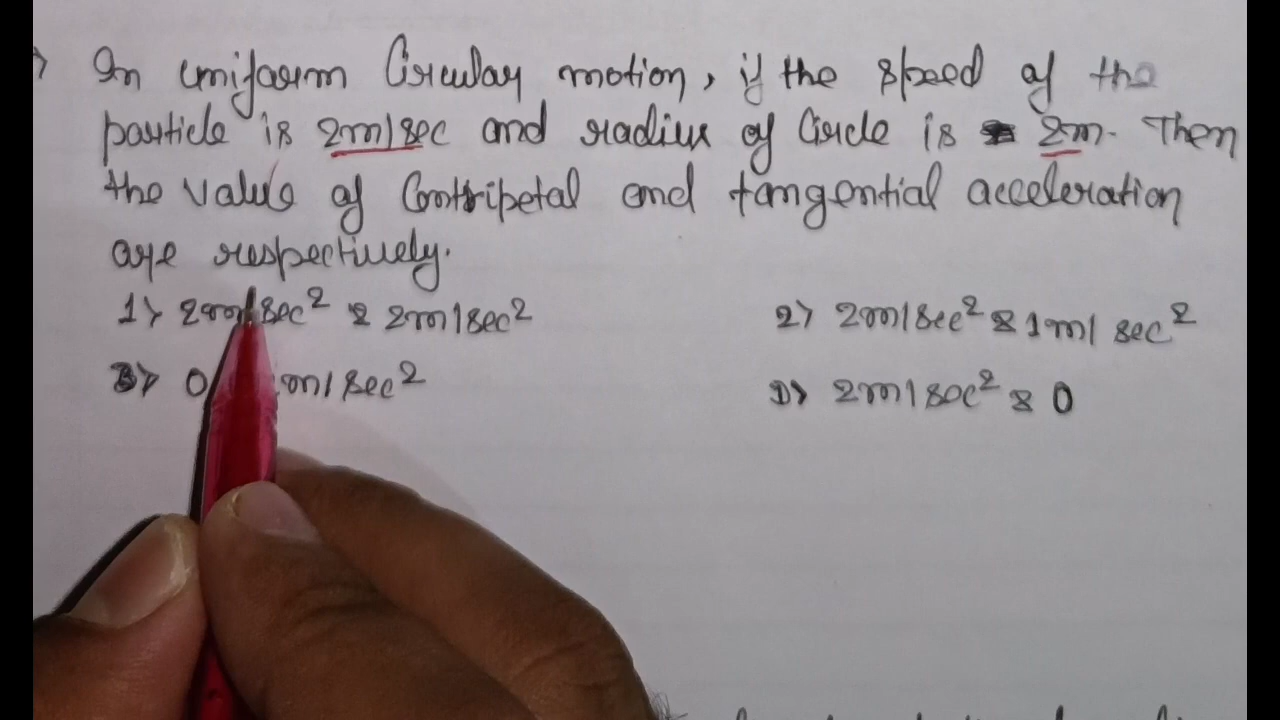 In uniform Circular motion, if the speed of the
particle is 2m/sec and radius of Circle is 2m. Then
the value of Centripetal and tangential acceleration
are respectively.
1> 2m/sec² & 2m/sec² 2> 2m/sec² & 1m/sec²
3> 0 m/sec² D> 2m/sec² & 0